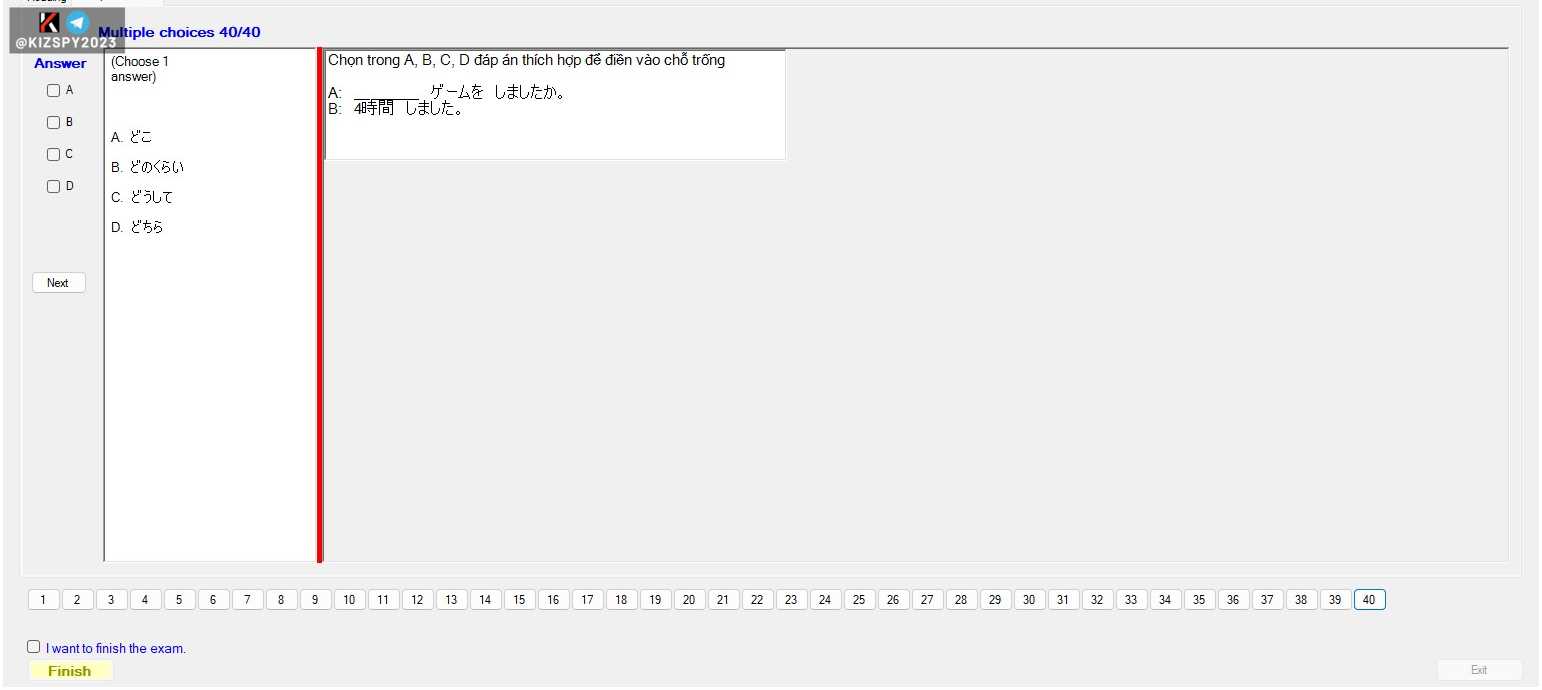 @KIZSPY2023
Multiple choices 40/40
Answer
A
B
C
D
Next
(Choose 1
answer)
A. どこ
B. どのくらい
C. どうして
D. どちら
Chọn trong A, B, C, D đáp án thích hợp để điền vào chỗ trống
A: ________ ゲームを しましたか。
B: 4時間 しました。
1 2 3 4 5 6 7 8 9 10 11 12 13 14 15 16 17 18 19 20 21 22 23 24 25 26 27 28 29 30 31 32 33 34 35 36 37 38 39 40
I want to finish the exam.
Finish
Exit